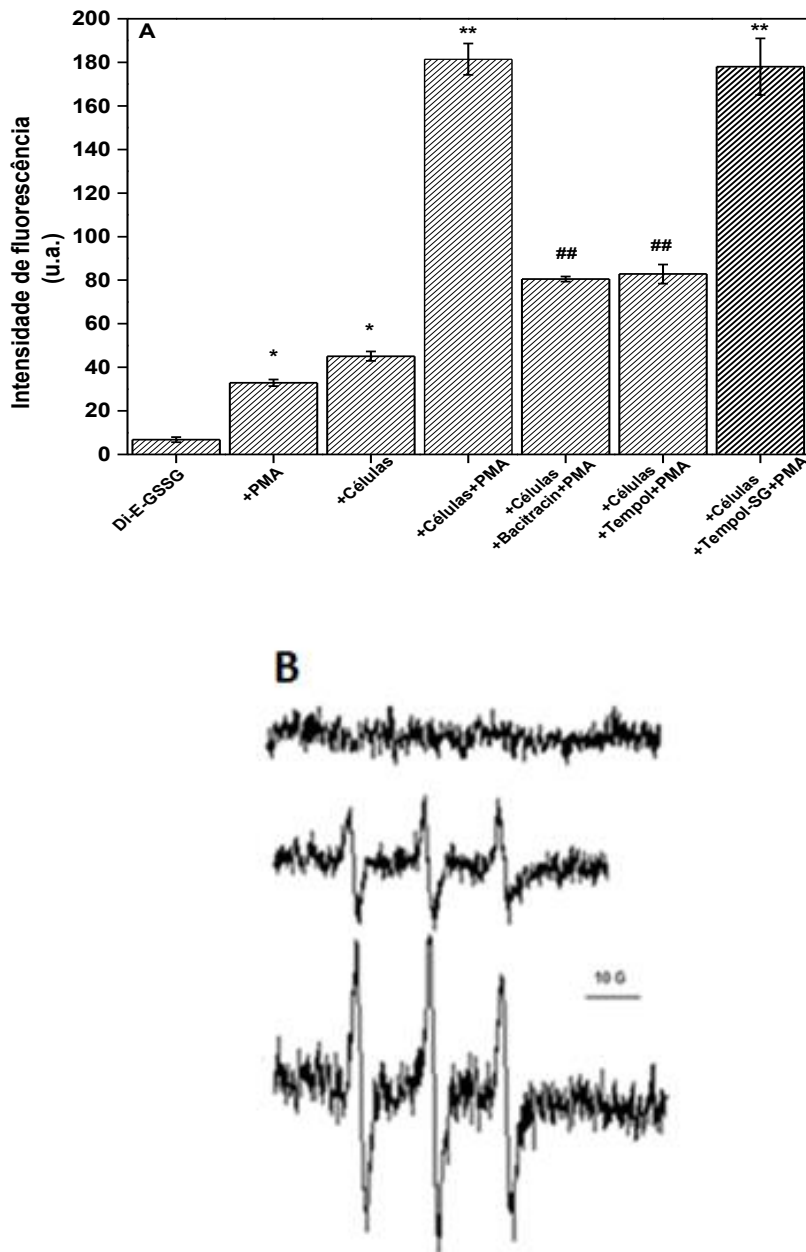 A
Intensidade de fluorescência
(u.a.)
200
180
160
140
120
100
80
60
40
20
0
*
*
**
##
##
**
Di-E-GSSG
+PMA
+Células
+Células+PMA
+Células
+Bacitracin+PMA
+Células
+Tempol+PMA
+Células
+Tempol-SG+PMA
B
10 G